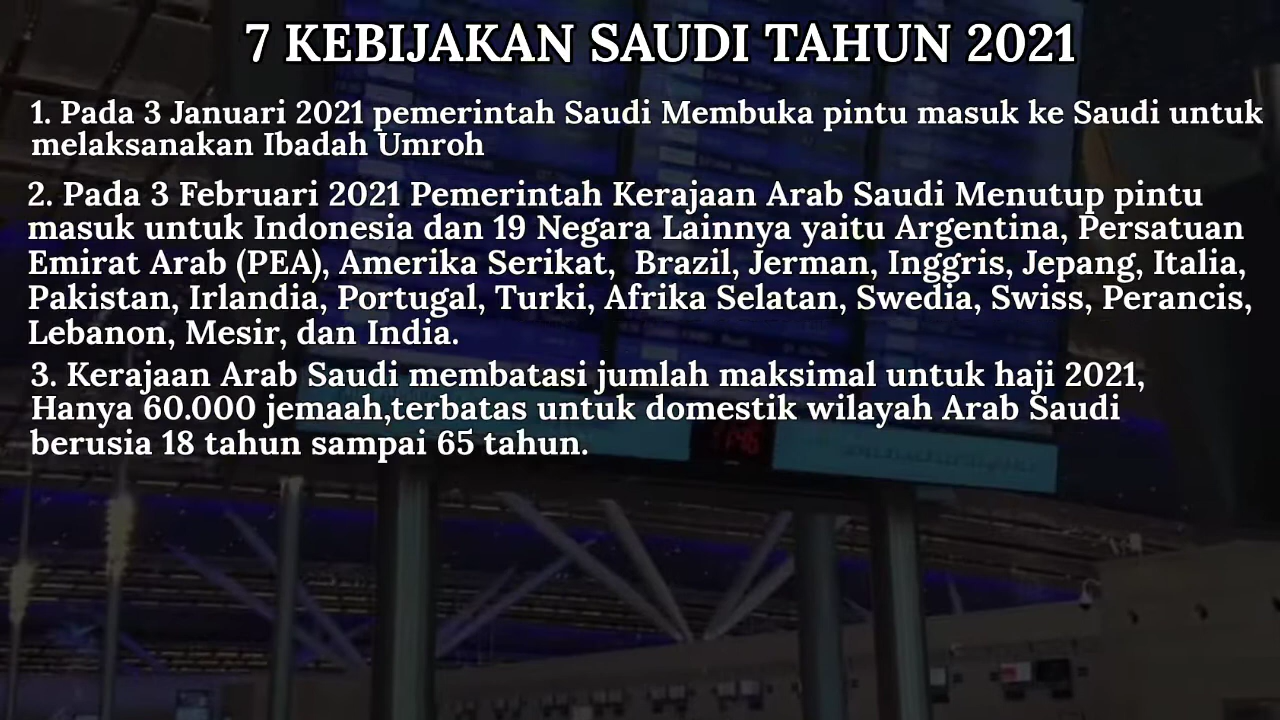 7 KEBIJAKAN SAUDI TAHUN 2021
1. Pada 3 Januari 2021 pemerintah Saudi Membuka pintu masuk ke Saudi untuk
melaksanakan Ibadah Umroh
2. Pada 3 Februari 2021 Pemerintah Kerajaan Arab Saudi Menutup pintu
masuk untuk Indonesia dan 19 Negara Lainnya yaitu Argentina, Persatuan
Emirat Arab (PEA), Amerika Serikat, Brazil, Jerman, Inggris, Jepang, Italia,
Pakistan, Irlandia, Portugal, Turki, Afrika Selatan, Swedia, Swiss, Perancis,
Lebanon, Mesir, dan India.
3. Kerajaan Arab Saudi membatasi jumlah maksimal untuk haji 2021,
Hanya 60.000 jemaah,terbatas untuk domestik wilayah Arab Saudi
berusia 18 tahun sampai 65 tahun.